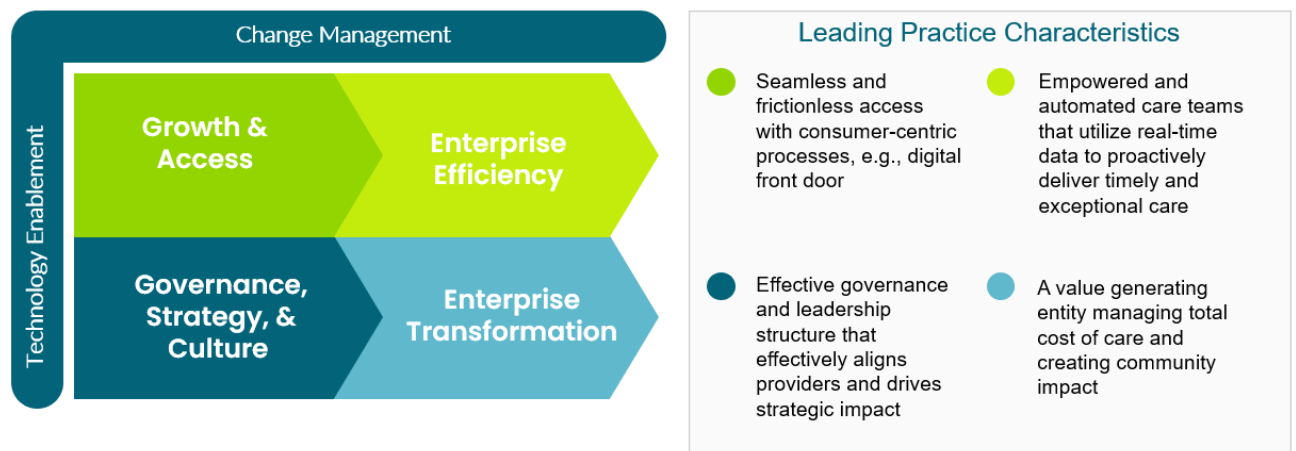 Change Management
Technology Enablement
Growth &
Access
Enterprise
Efficiency
Governance,
Strategy, &
Culture
Enterprise
Transformation
Leading Practice Characteristics
Seamless and
frictionless access
with consumer-centric
processes, e.g., digital
front door
Empowered and
automated care teams
that utilize real-time
data to proactively
deliver timely and
exceptional care
Effective governance
and leadership
structure that
effectively aligns
providers and drives
strategic impact
A value generating
entity managing total
cost of care and
creating community
impact